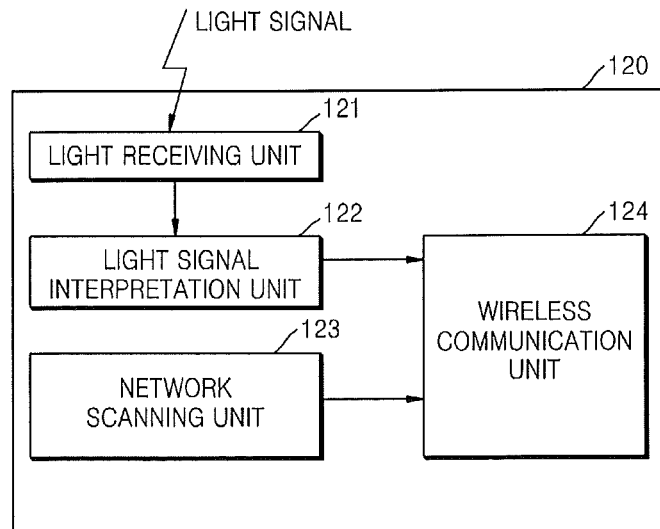 LIGHT SIGNAL
120
121
LIGHT RECEIVING UNIT
122
LIGHT SIGNAL
INTERPRETATION UNIT
123
NETWORK
SCANNING UNIT
124
WIRELESS
COMMUNICATION
UNIT